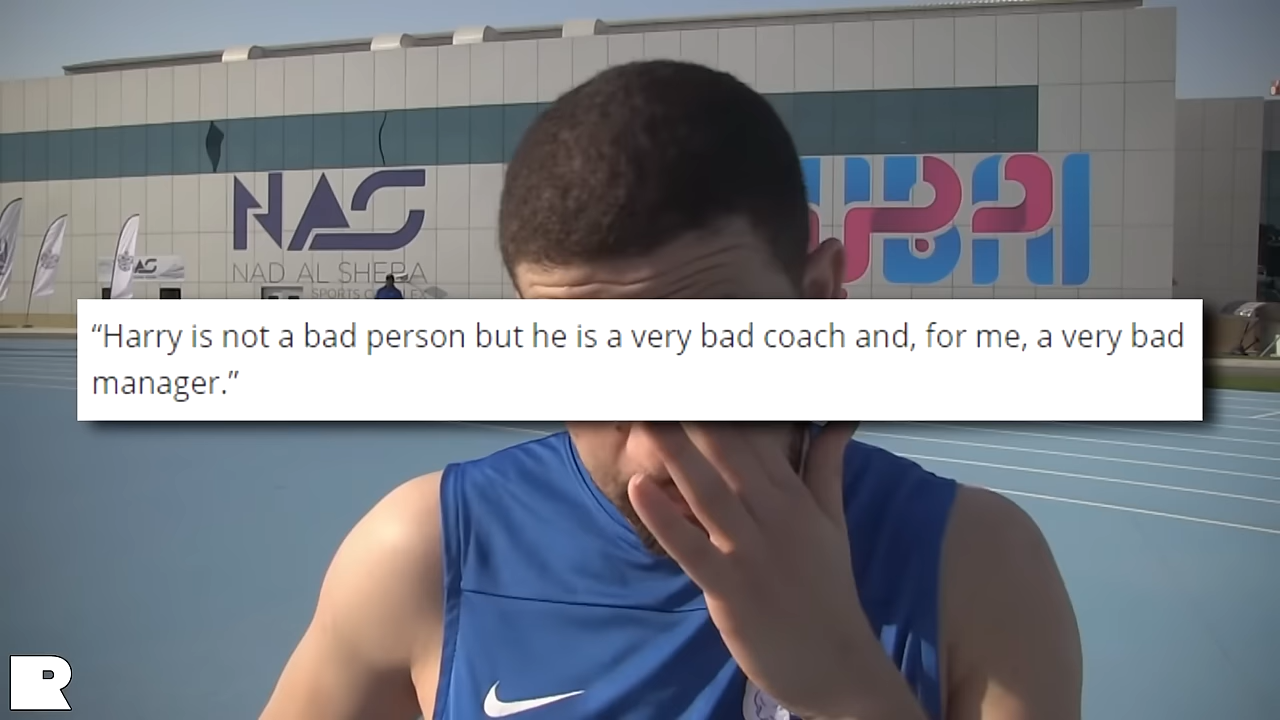 NAS
DUBAI
NAD AL SHEBA
“Harry is not a bad person but he is a very bad coach and, for me, a very bad
manager.”
R